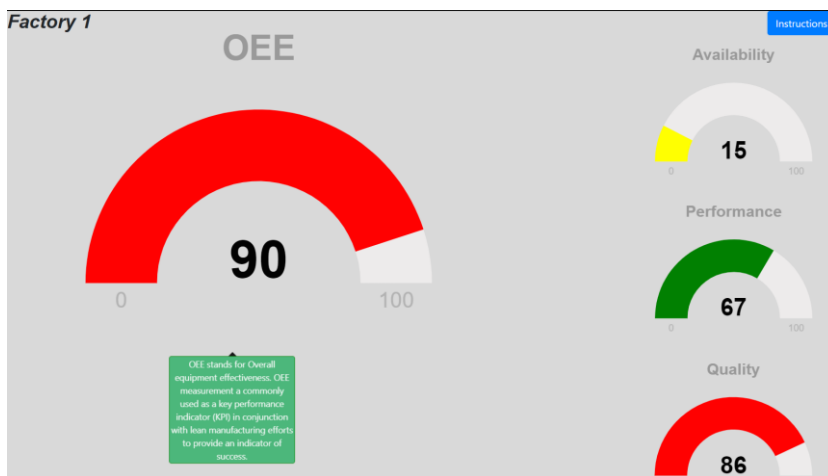 Factory 1
Instructions
OEE
90
0
100
OEE stands for Overall
equipment effectiveness. OEE
measurement a commonly
used as a key performance
indicator (KPI) in conjunction
with lean manufacturing efforts
to provide an indicator of
success.
Availability
15
0
100
Performance
67
0
100
Quality
86